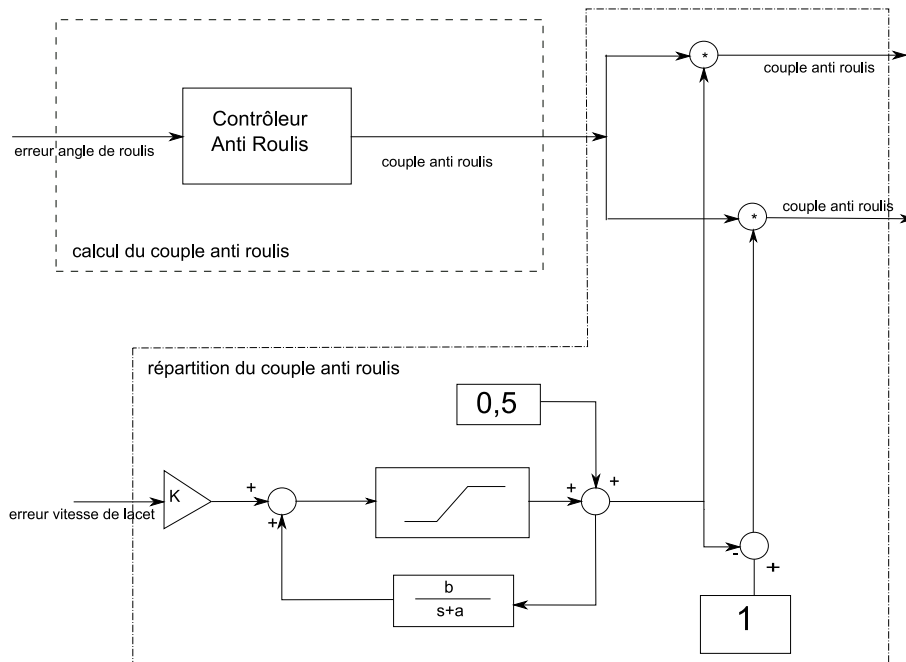 *
couple anti roulis
Contrôleur
Anti Roulis
erreur angle de roulis
couple anti roulis
couple anti roulis
*
calcul du couple anti roulis
répartition du couple anti roulis
0,5
K
+
+
+
+
erreur vitesse de lacet
-
+
b
s+a
1